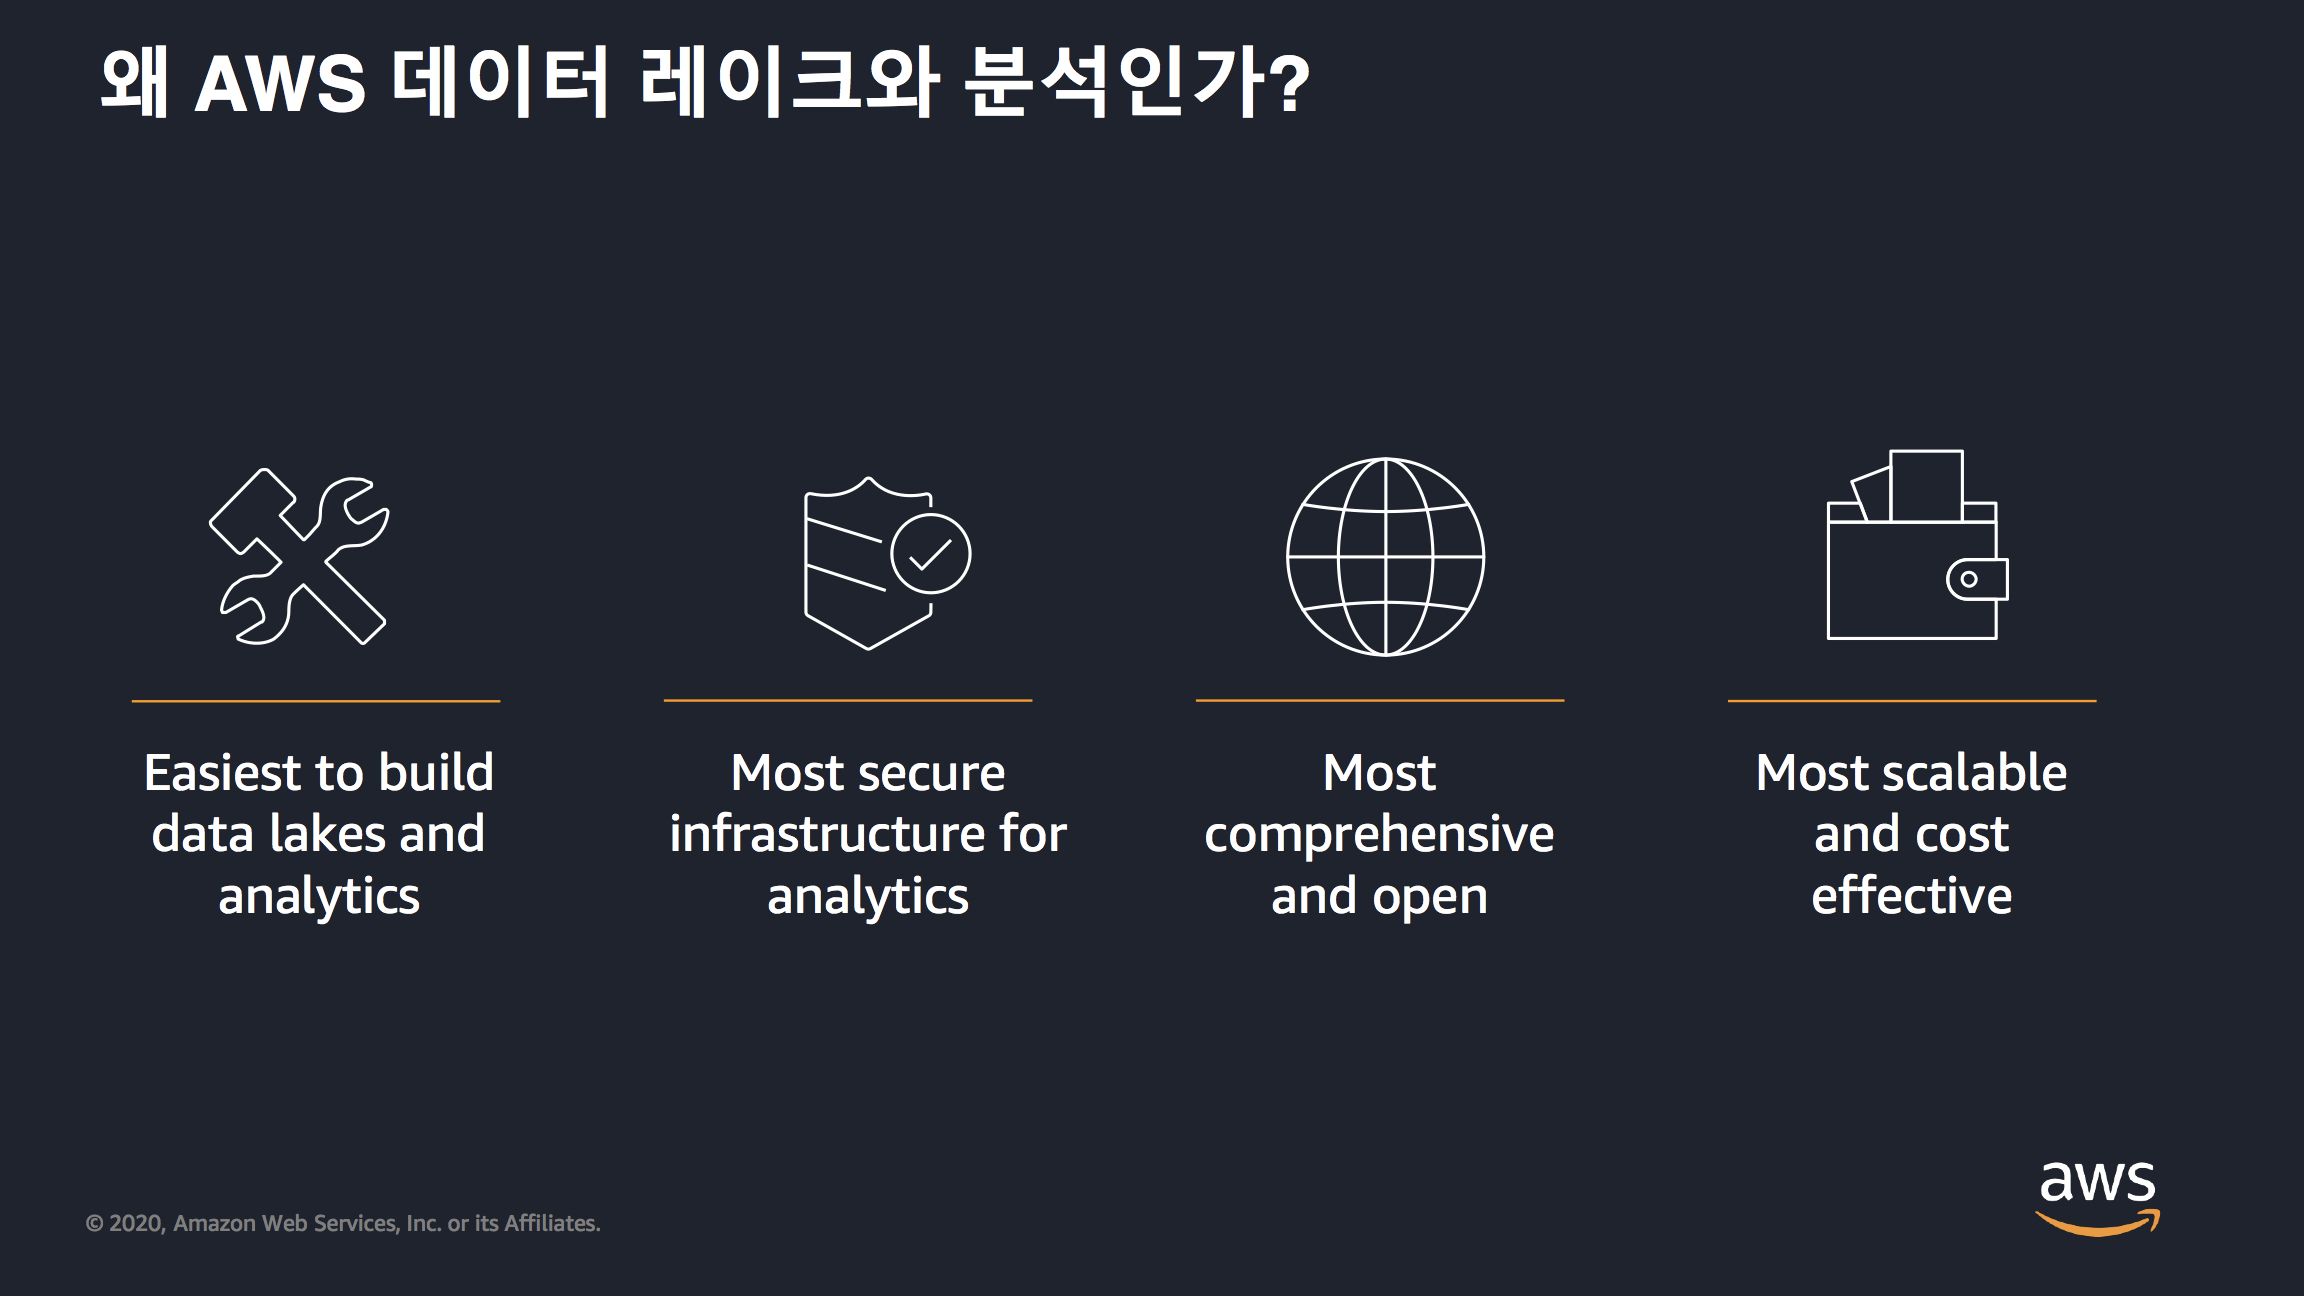 왜 AWS 데이터 레이크와 분석인가?
Easiest to build
data lakes and
analytics
Most secure
infrastructure for
analytics
Most
comprehensive
and open
Most scalable
and cost
effective
© 2020, Amazon Web Services, Inc. or its Affiliates.
aws